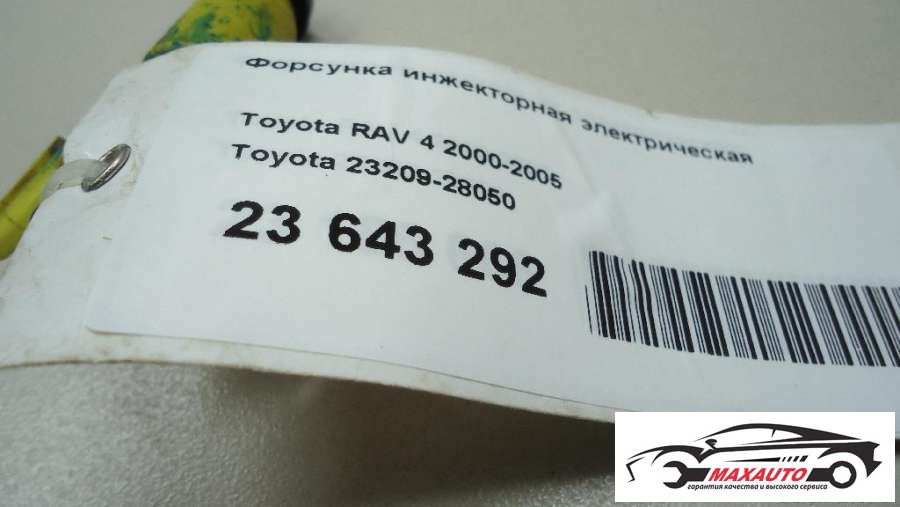 Форсунка инжекторная электрическая
Toyota RAV 4 2000-2005
Toyota 23209-28050
23 643 292
MAXAUTO
гарантия качества и высокого сервиса